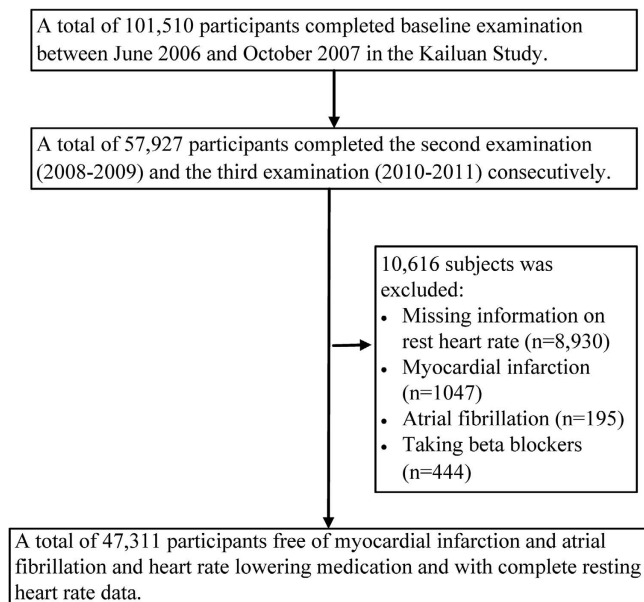 A total of 101,510 participants completed baseline examination
between June 2006 and October 2007 in the Kailuan Study.
A total of 57,927 participants completed the second examination
(2008-2009) and the third examination (2010-2011) consecutively.
10,616 subjects was
excluded:
• Missing information on
rest heart rate (n=8,930)
• Myocardial infarction
(n=1047)
• Atrial fibrillation (n=195)
• Taking beta blockers
(n=444)
A total of 47,311 participants free of myocardial infarction and atrial
fibrillation and heart rate lowering medication and with complete resting
heart rate data.